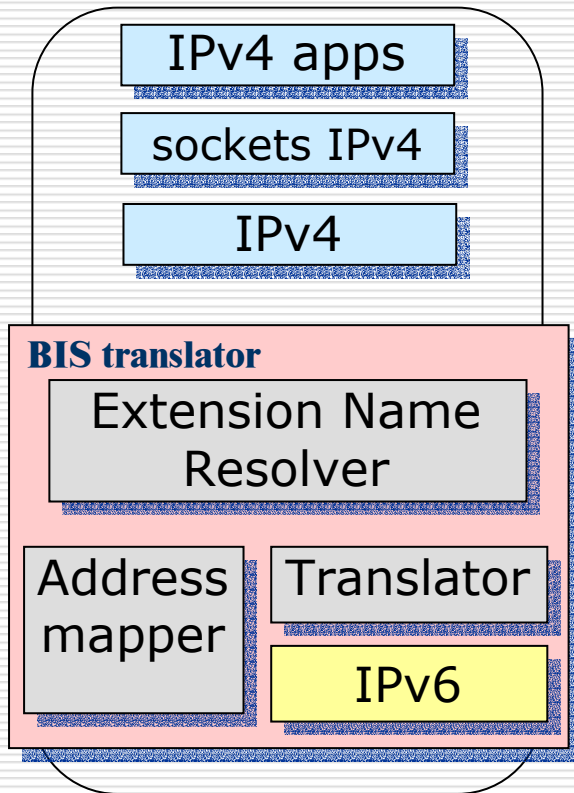 IPv4 apps
sockets IPv4
IPv4
BIS translator
Extension Name
Resolver
Address
mapper
Translator
IPv6